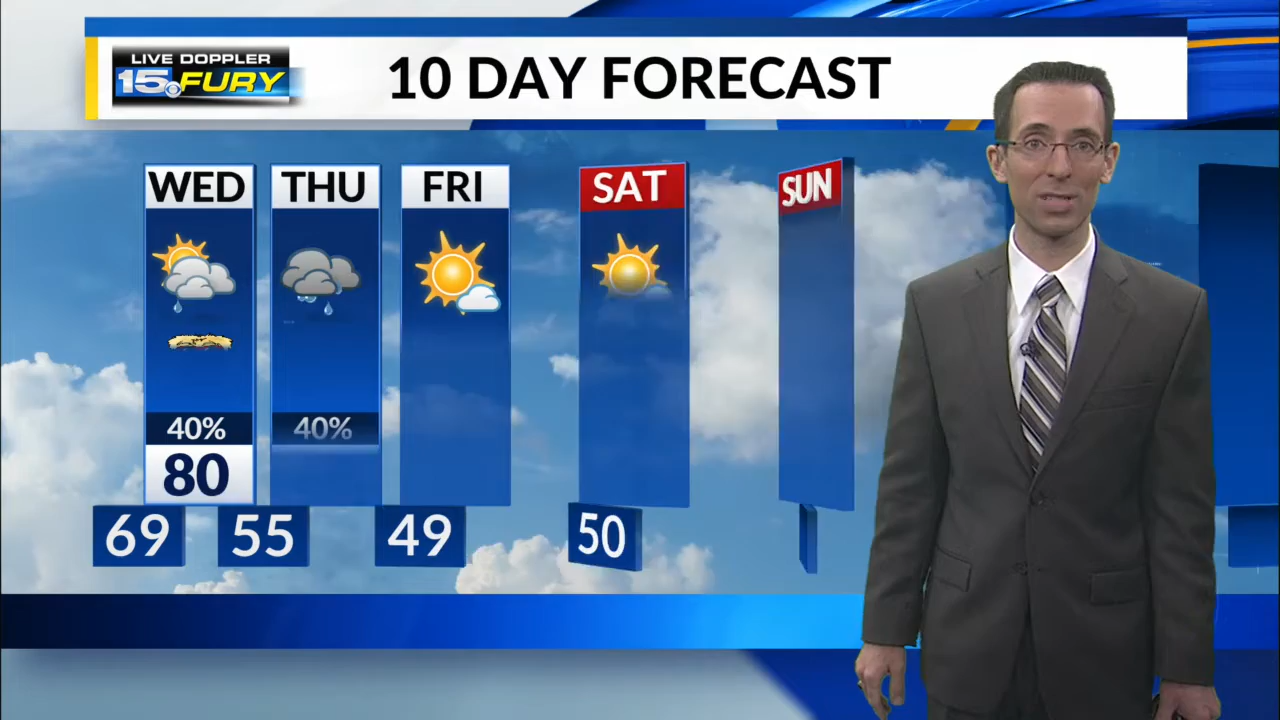 LIVE DOPPLER
15 FURY
10 DAY FORECAST
WED THU FRI SAT SUN
40% 40%
80
69 55 49 50